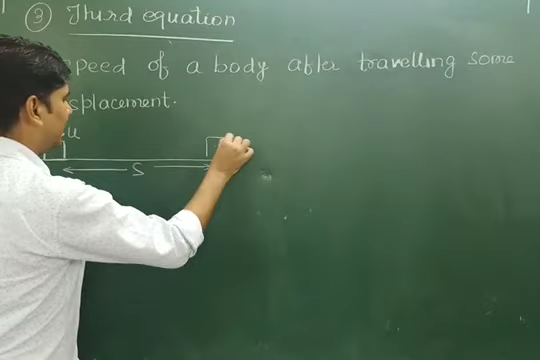 ③ Third equation
peed of a body after travelling some
splacement.
u
S